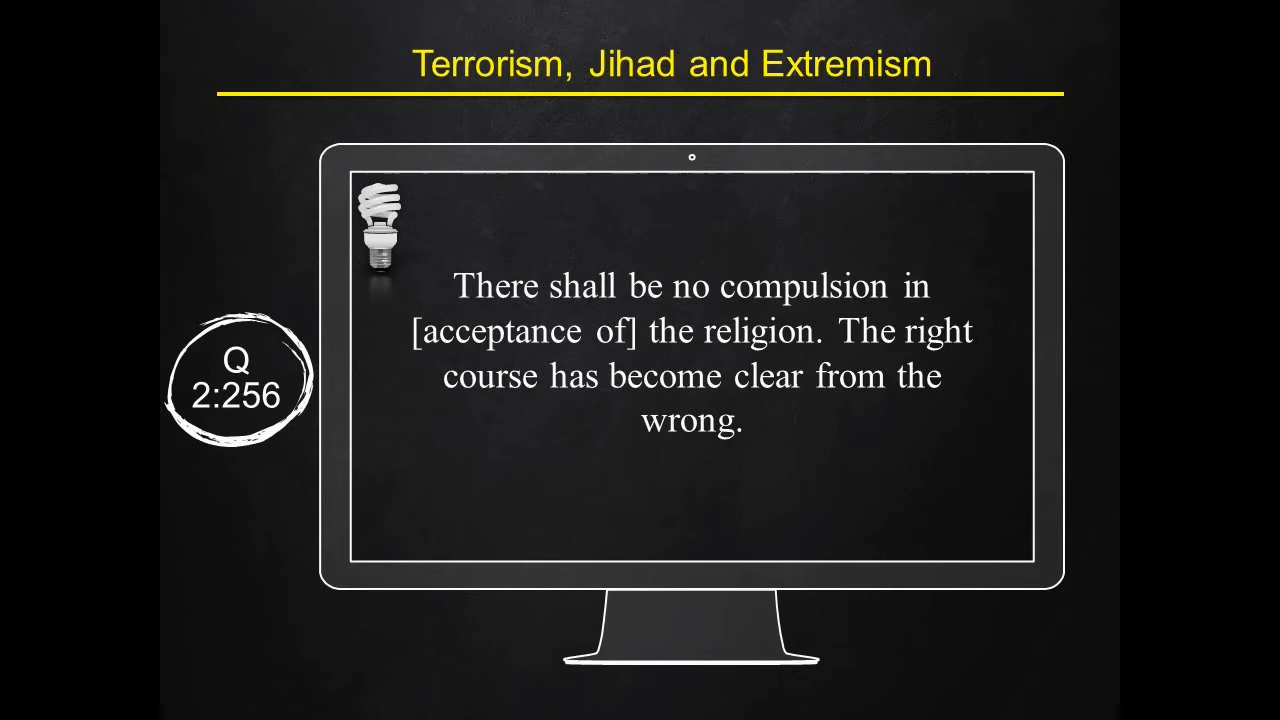 Terrorism, Jihad and Extremism
There shall be no compulsion in
[acceptance of] the religion. The right
course has become clear from the
wrong.
Q
2:256